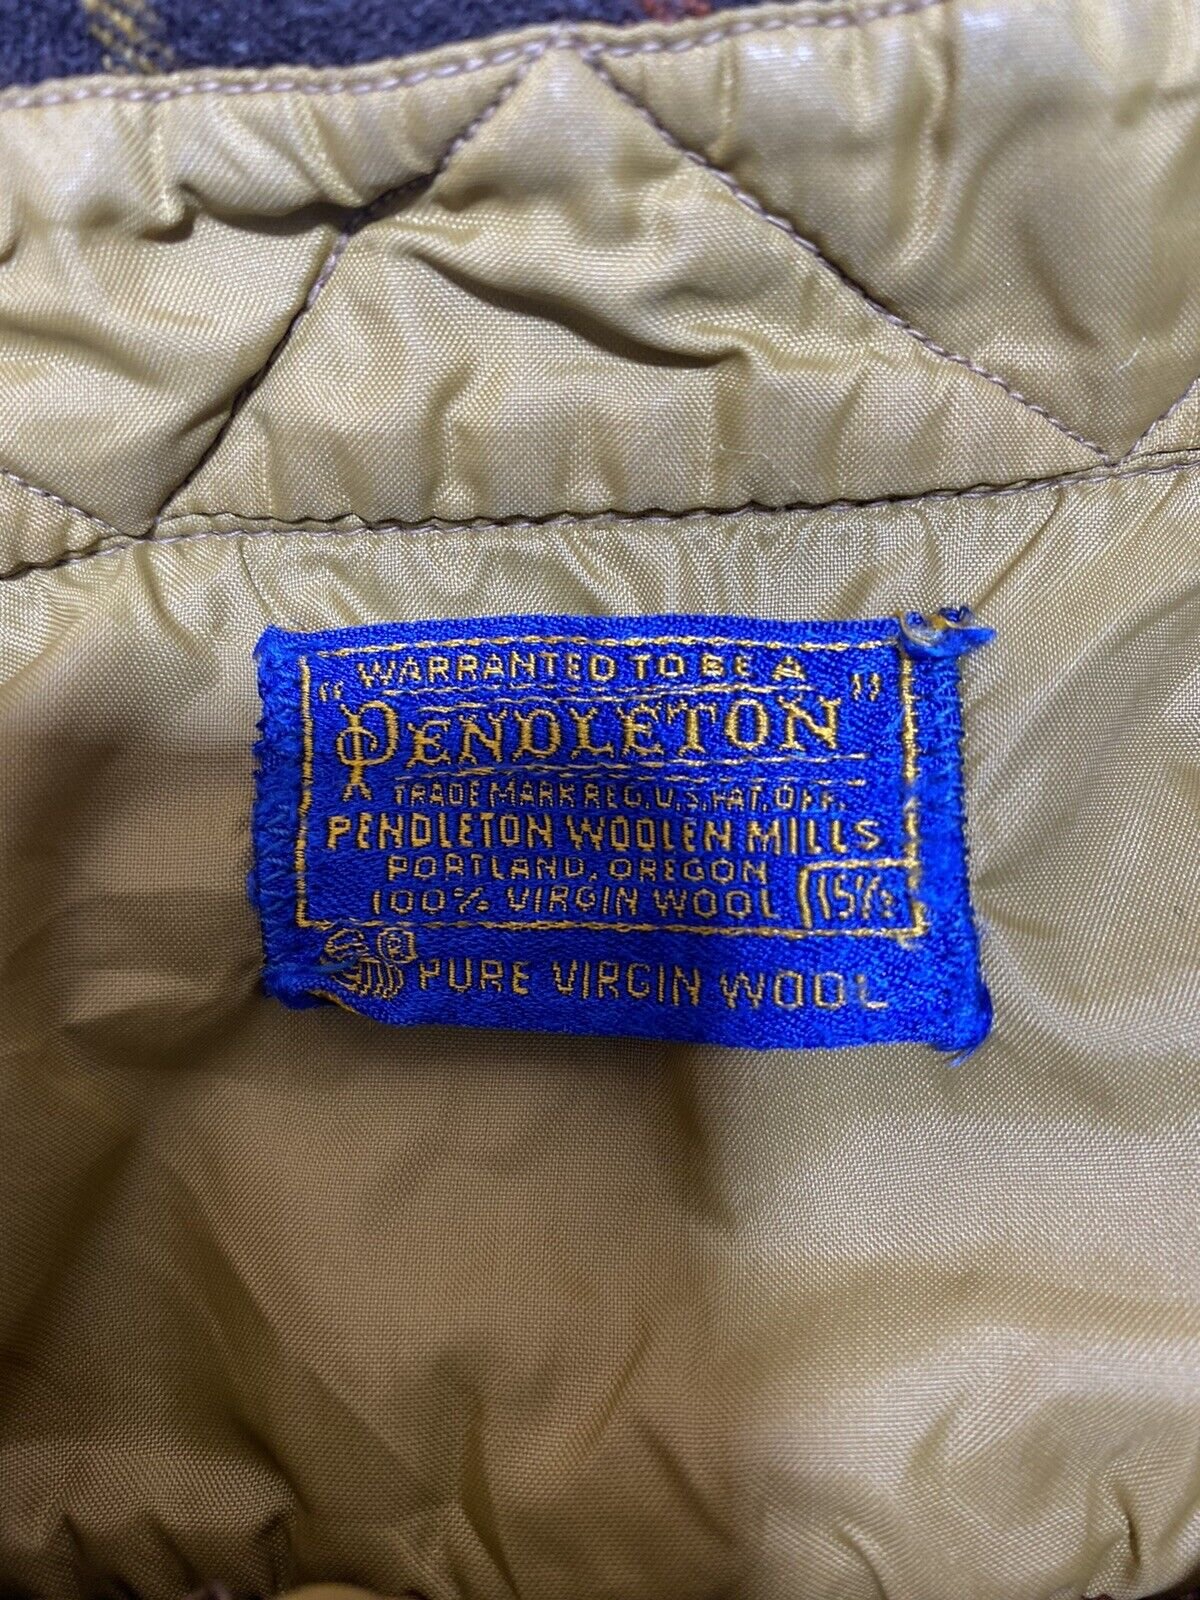 WARRANTED TO BE A
"PENDLETON"
TRADE MARK REG. U.S. PAT. OFF.
PENDLETON WOOLEN MILLS
PORTLAND, OREGON
100% VIRGIN WOOL 15½
® PURE VIRGIN WOOL